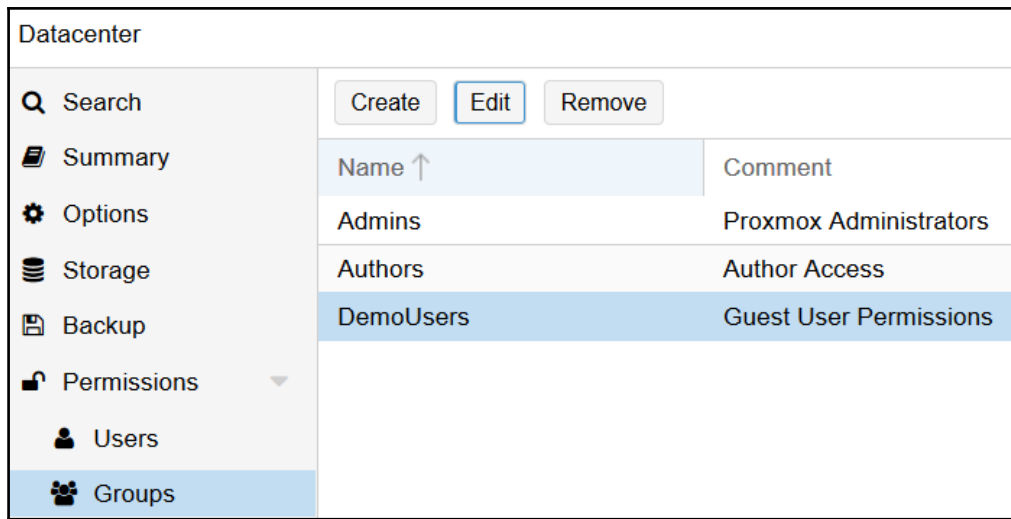 Datacenter
Search
Summary
Options
Storage
Backup
Permissions
Users
Groups
Create Edit Remove
Name Comment
Admins Proxmox Administrators
Authors Author Access
DemoUsers Guest User Permissions